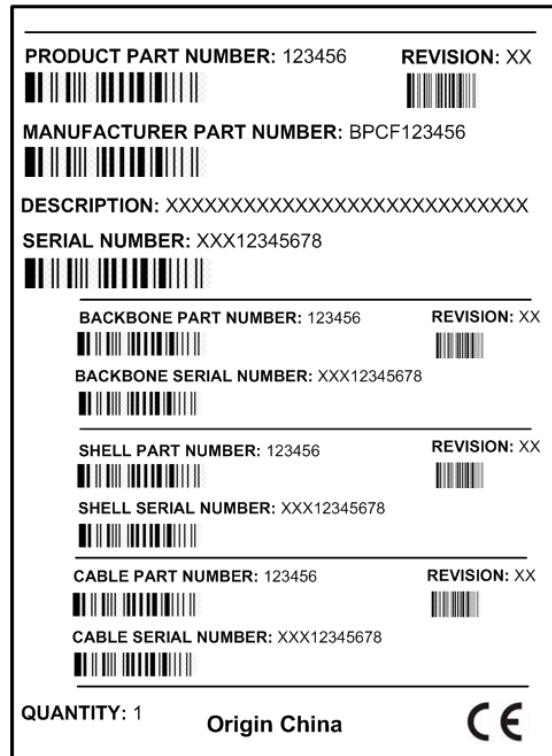 PRODUCT PART NUMBER: 123456 REVISION: XX
MANUFACTURER PART NUMBER: BPCF123456
DESCRIPTION: XXXXXXXXXXXXXXXXXXXXXXXXXXXX
SERIAL NUMBER: XXX12345678
BACKBONE PART NUMBER: 123456 REVISION: XX
BACKBONE SERIAL NUMBER: XXX12345678
SHELL PART NUMBER: 123456 REVISION: XX
SHELL SERIAL NUMBER: XXX12345678
CABLE PART NUMBER: 123456 REVISION: XX
CABLE SERIAL NUMBER: XXX12345678
QUANTITY: 1 Origin China CE